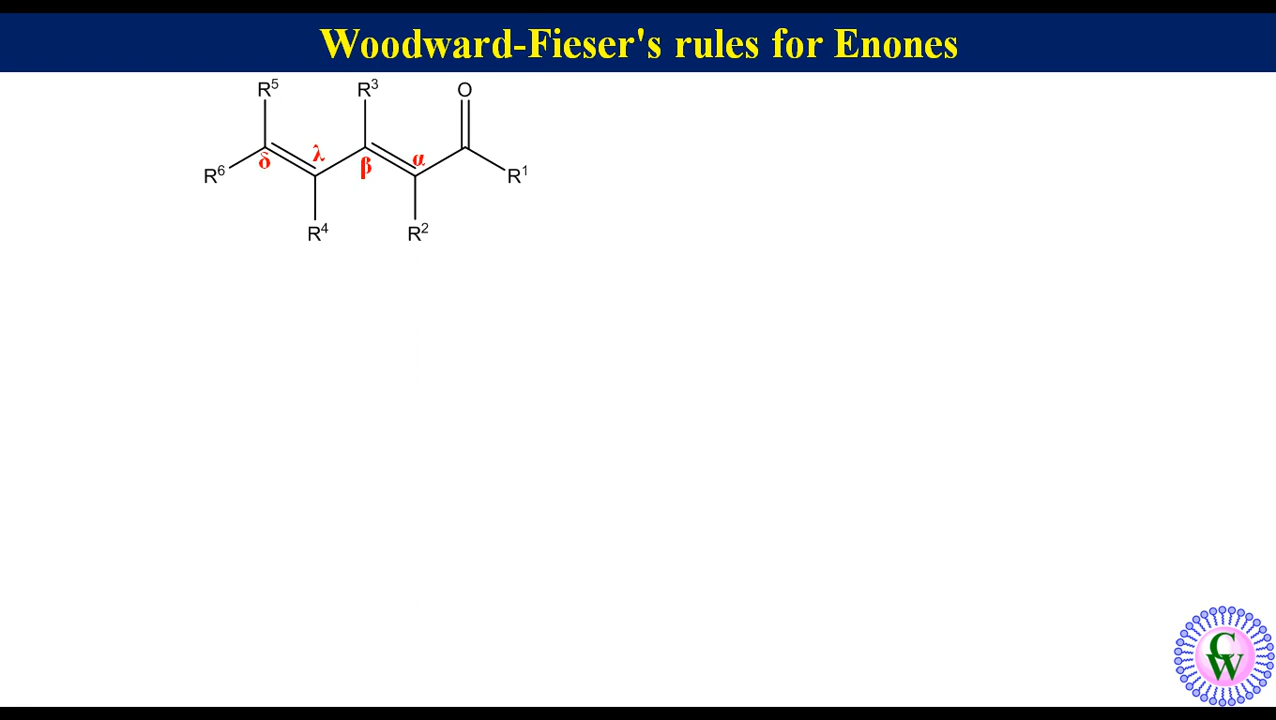 Woodward-Fieser's rules for Enones
R⁵ R³ O
δ λ β α
R⁶ R¹
R⁴ R²
CW